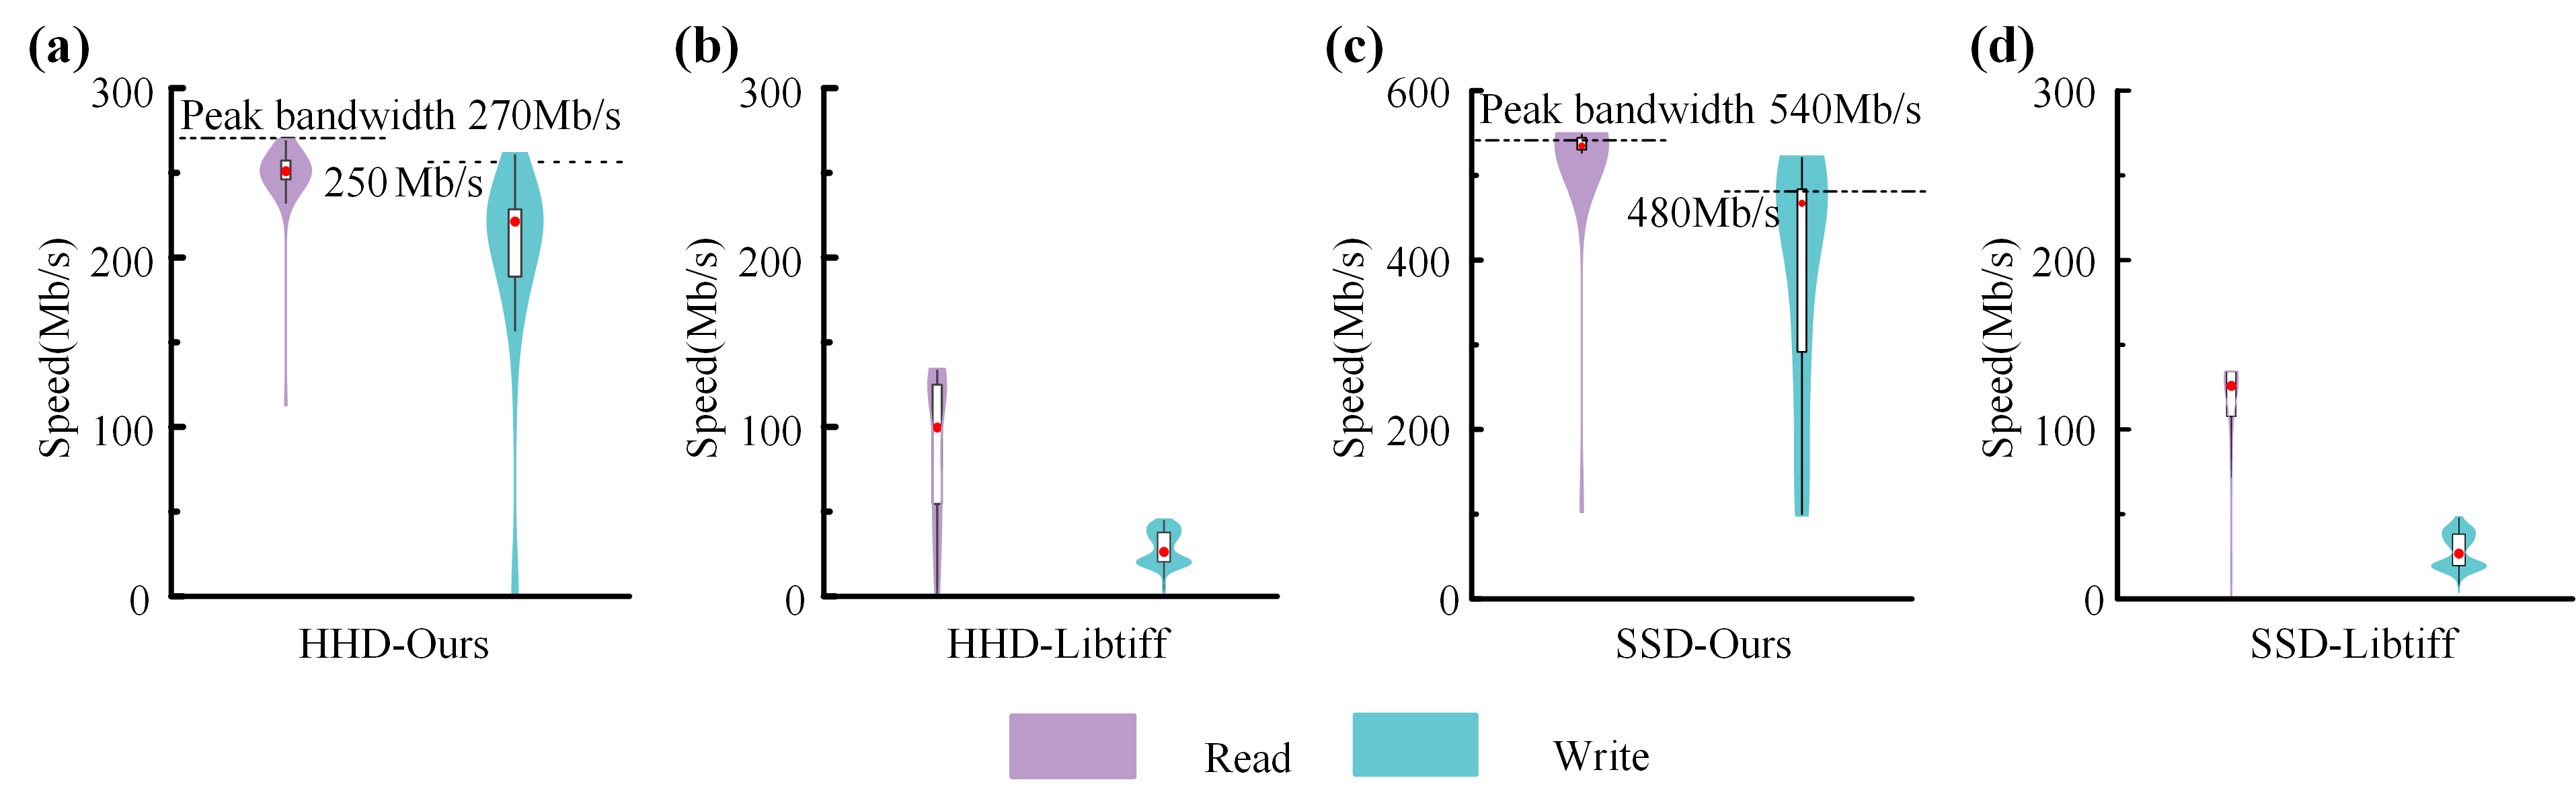 (a)
300
Peak bandwidth 270Mb/s
250 Mb/s
200
100
0
Speed(Mb/s)
HHD-Ours
(b)
300
200
100
0
Speed(Mb/s)
HHD-Libtiff
(c)
600
Peak bandwidth 540Mb/s
480Mb/s
400
200
0
Speed(Mb/s)
SSD-Ours
(d)
300
200
100
0
Speed(Mb/s)
SSD-Libtiff
Read
Write